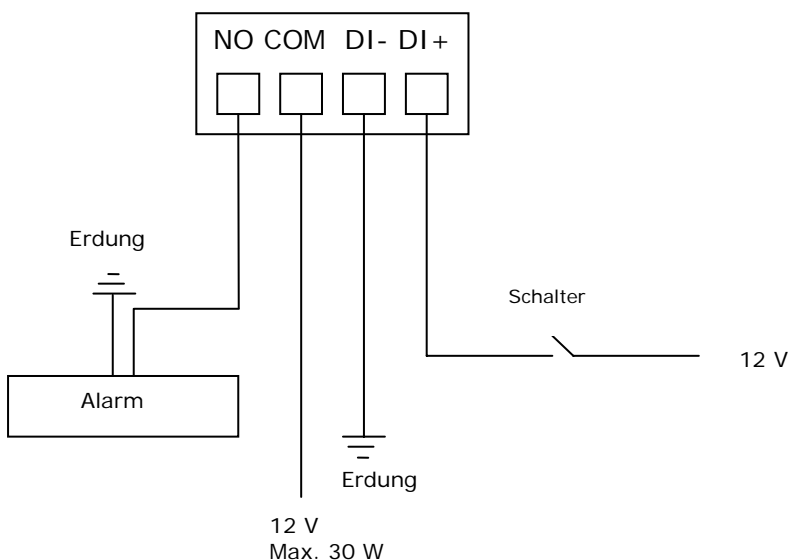 NO COM DI- DI+
Erdung
Schalter
12 V
Alarm
Erdung
12 V
Max. 30 W